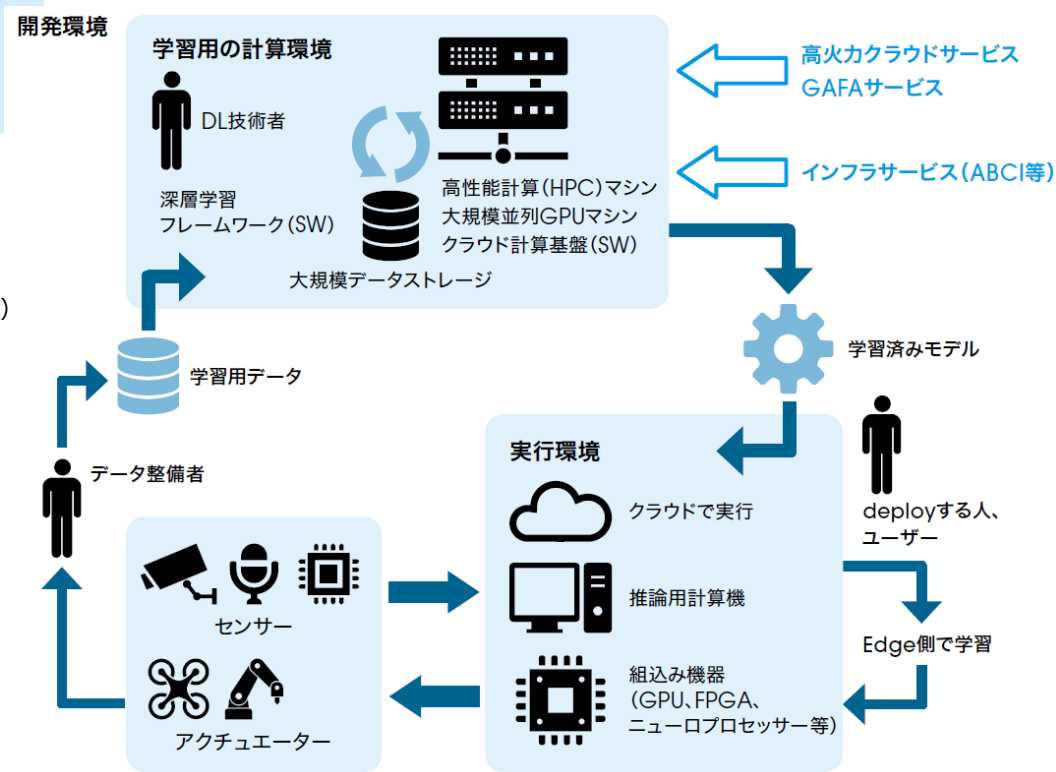 開発環境
学習用の計算環境
DL技術者
深層学習
フレームワーク(SW)
高性能計算(HPC)マシン
大規模並列GPUマシン
クラウド計算基盤(SW)
大規模データストレージ
高火力クラウドサービス
GAFAサービス
インフラサービス(ABCI等)
)
学習用データ
学習済みモデル
データ整備者
実行環境
クラウドで実行
推論用計算機
組込み機器
(GPU、FPGA、
ニューロプロセッサー等)
deployする人、
ユーザー
Edge側で学習
センサー
アクチュエーター